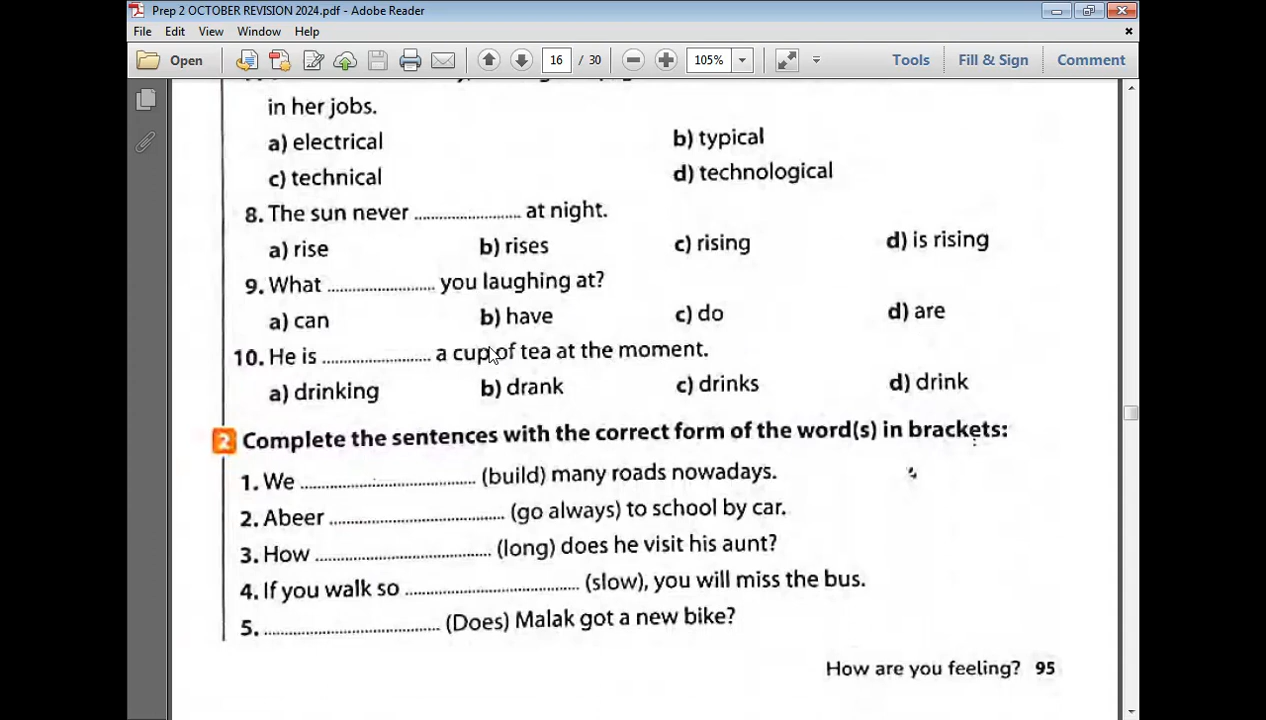 Prep 2 OCTOBER REVISION 2024.pdf - Adobe Reader
File Edit View Window Help
Open 16 / 30 105% Tools Fill & Sign Comment
in her jobs.
a) electrical b) typical
c) technical d) technological
8. The sun never ........................... at night.
a) rise b) rises c) rising d) is rising
9. What ........................... you laughing at?
a) can b) have c) do d) are
10. He is ........................... a cup of tea at the moment.
a) drinking b) drank c) drinks d) drink
2 Complete the sentences with the correct form of the word(s) in brackets:
1. We ............................................ (build) many roads nowadays.
2. Abeer ............................................ (go always) to school by car.
3. How ............................................ (long) does he visit his aunt?
4. If you walk so ............................................ (slow), you will miss the bus.
5. ............................................ (Does) Malak got a new bike?
How are you feeling? 95